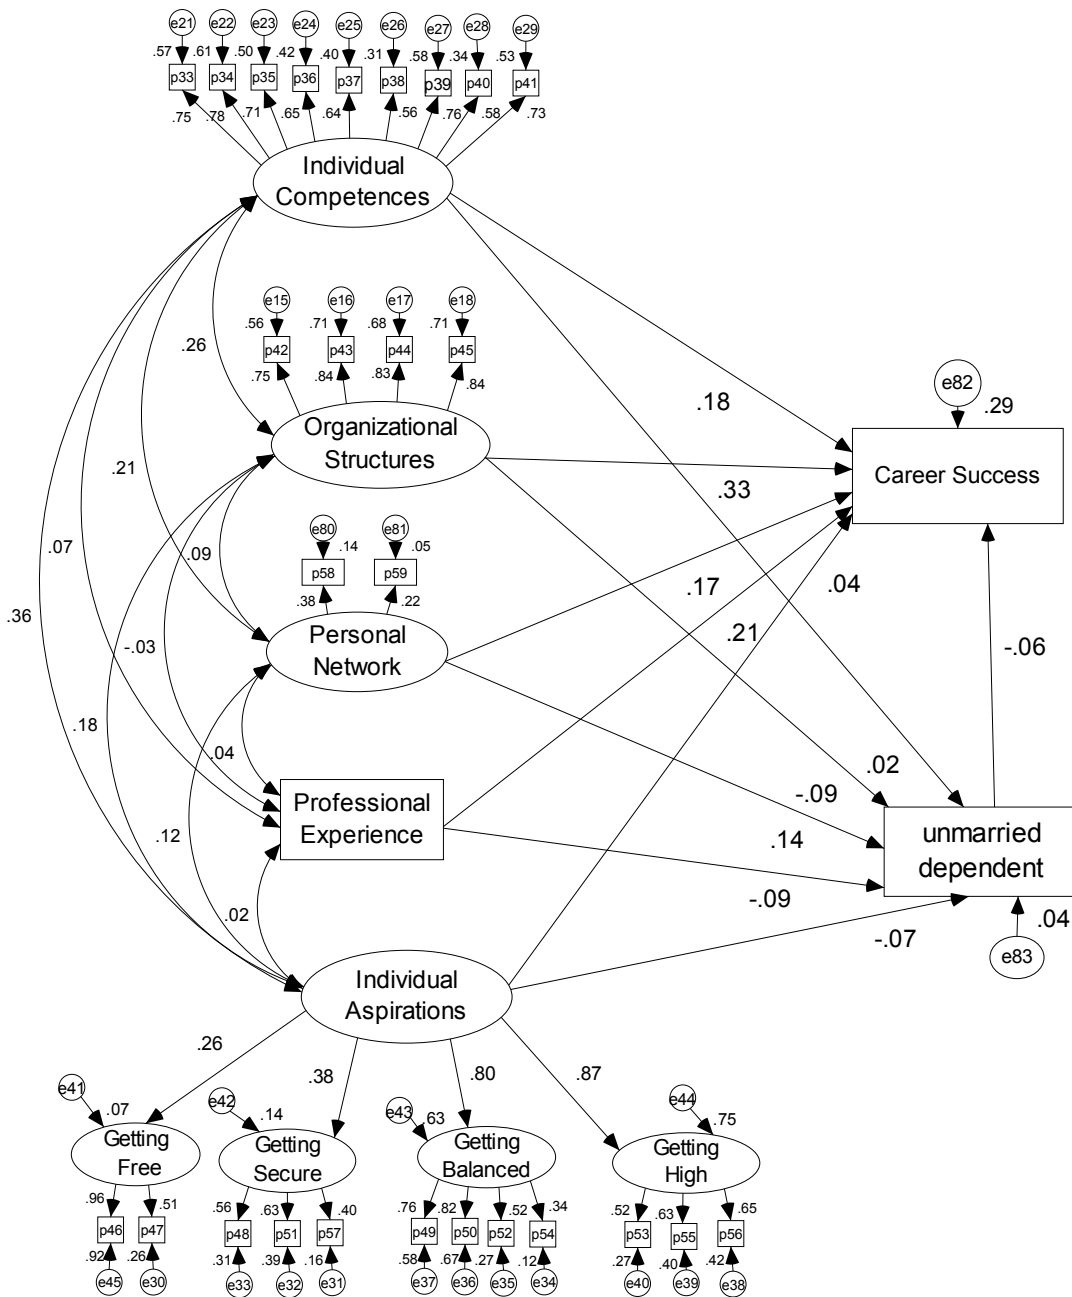 e21 e22 e23 e24 e25 e26 e27 e28 e29
.57 .61 .50 .42 .40 .31 .58 .34 .53
p33 p34 p35 p36 p37 p38 p39 p40 p41
.75 .78 .71 .65 .64 .56 .76 .58 .73
Individual
Competences
e15 e16 e17 e18
.56 .71 .68 .71
p42 p43 p44 p45
.75 .84 .83 .84
.26
Organizational
Structures
.18
e82
.29
Career Success
.21
.33
e80 e81
.14 .05
p58 p59
.38 .22
.07
.09
.17
.04
.36
-.03
Personal
Network
.21
-.06
.18
.04
.02
Professional
Experience
-.09
.12
.14
unmarried
dependent
.02
-.09
-.07
.04
e83
Individual
Aspirations
.26
.38
.80
.87
e41 e42 e43 e44
.07 .14 .63 .75
Getting
Free
Getting
Secure
Getting
Balanced
Getting
High
.96 .51 .56 .63 .40 .76 .82 .52 .34 .52 .63 .65
p46 p47 p48 p51 p57 p49 p50 p52 p54 p53 p55 p56
.92 .26 .31 .39 .16 .58 .67 .27 .12 .27 .40 .42
e45 e30 e33 e32 e31 e37 e36 e35 e34 e40 e39 e38